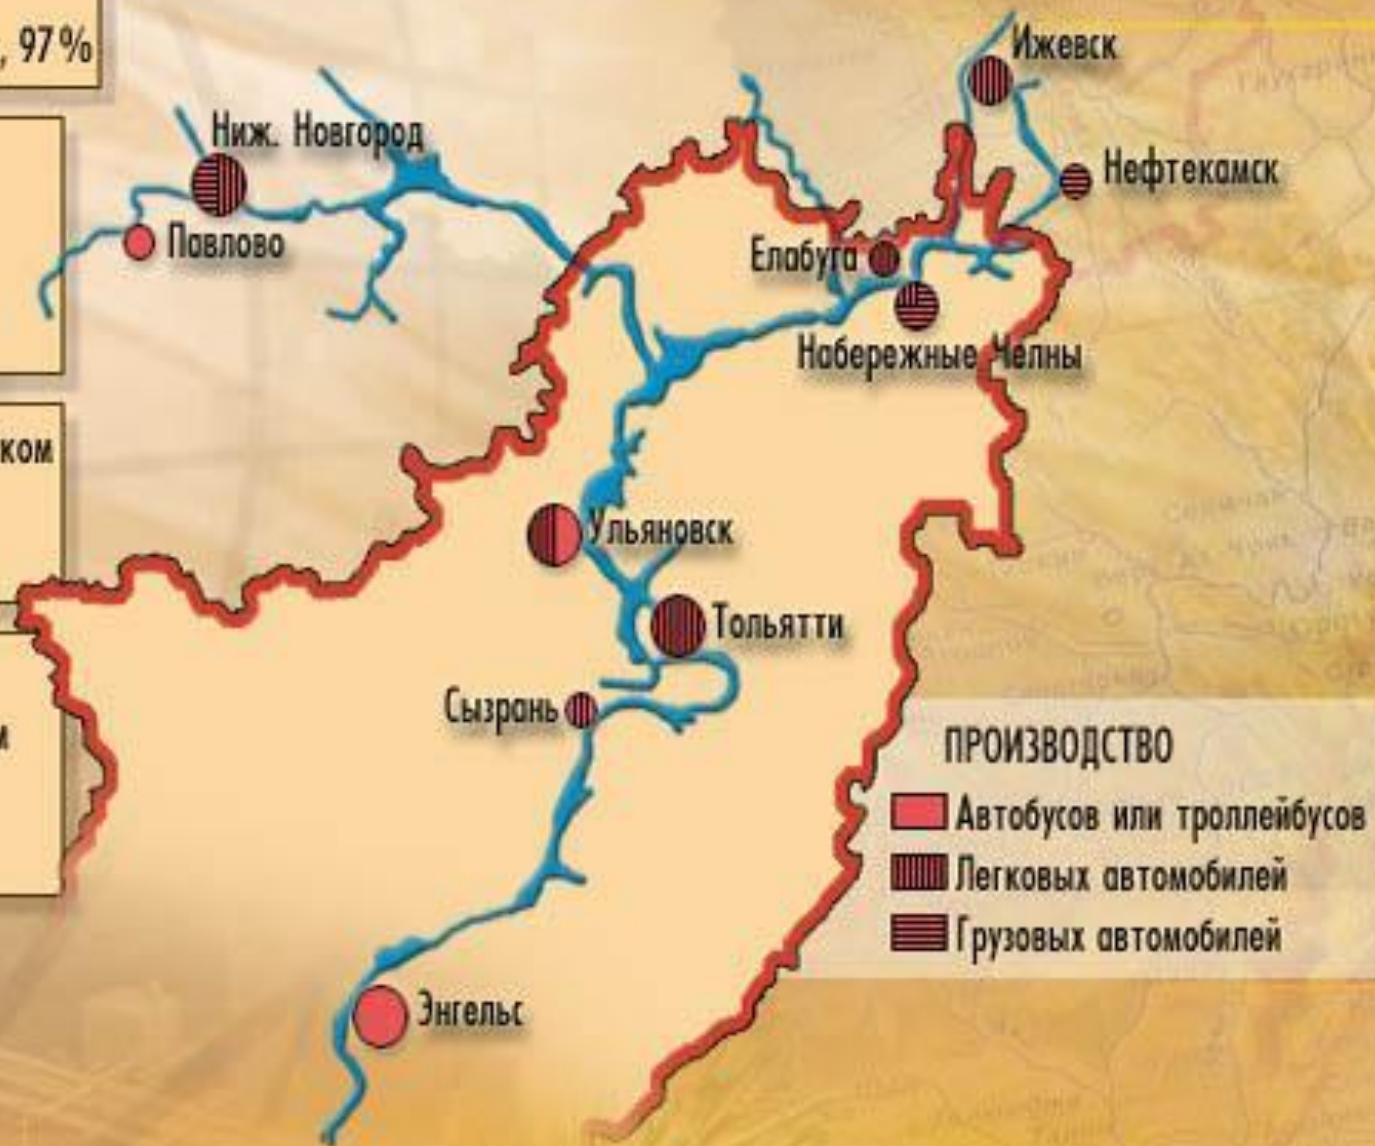 , 97%
Ижевск
Ниж. Новгород
Нефтекамск
Павлово
Елабуга
Набережные Челны
ком
Ульяновск
Тольятти
Сызрань
м
ПРОИЗВОДСТВО
Автобусов или троллейбусов
Легковых автомобилей
Грузовых автомобилей
Энгельс